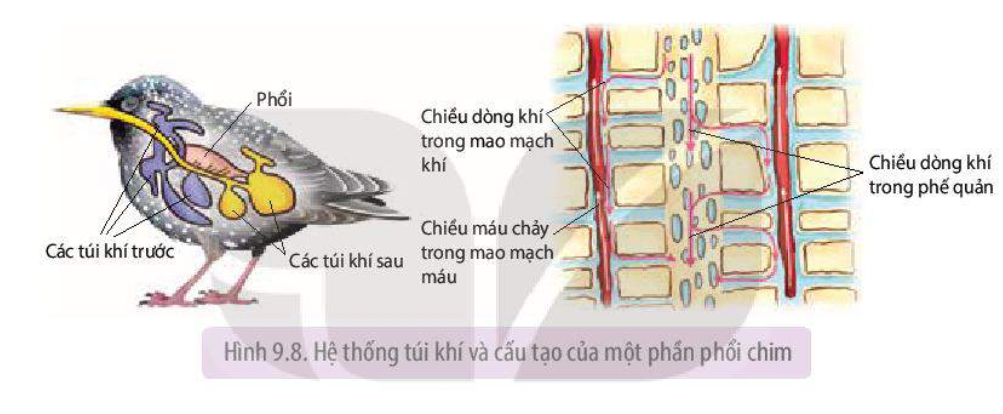 Phổi
Các túi khí trước
Các túi khí sau
Chiều dòng khí
trong mao mạch
khí
Chiều máu chảy
trong mao mạch
máu
Chiều dòng khí
trong phế quản
Hình 9.8. Hệ thống túi khí và cấu tạo của một phần phổi chim